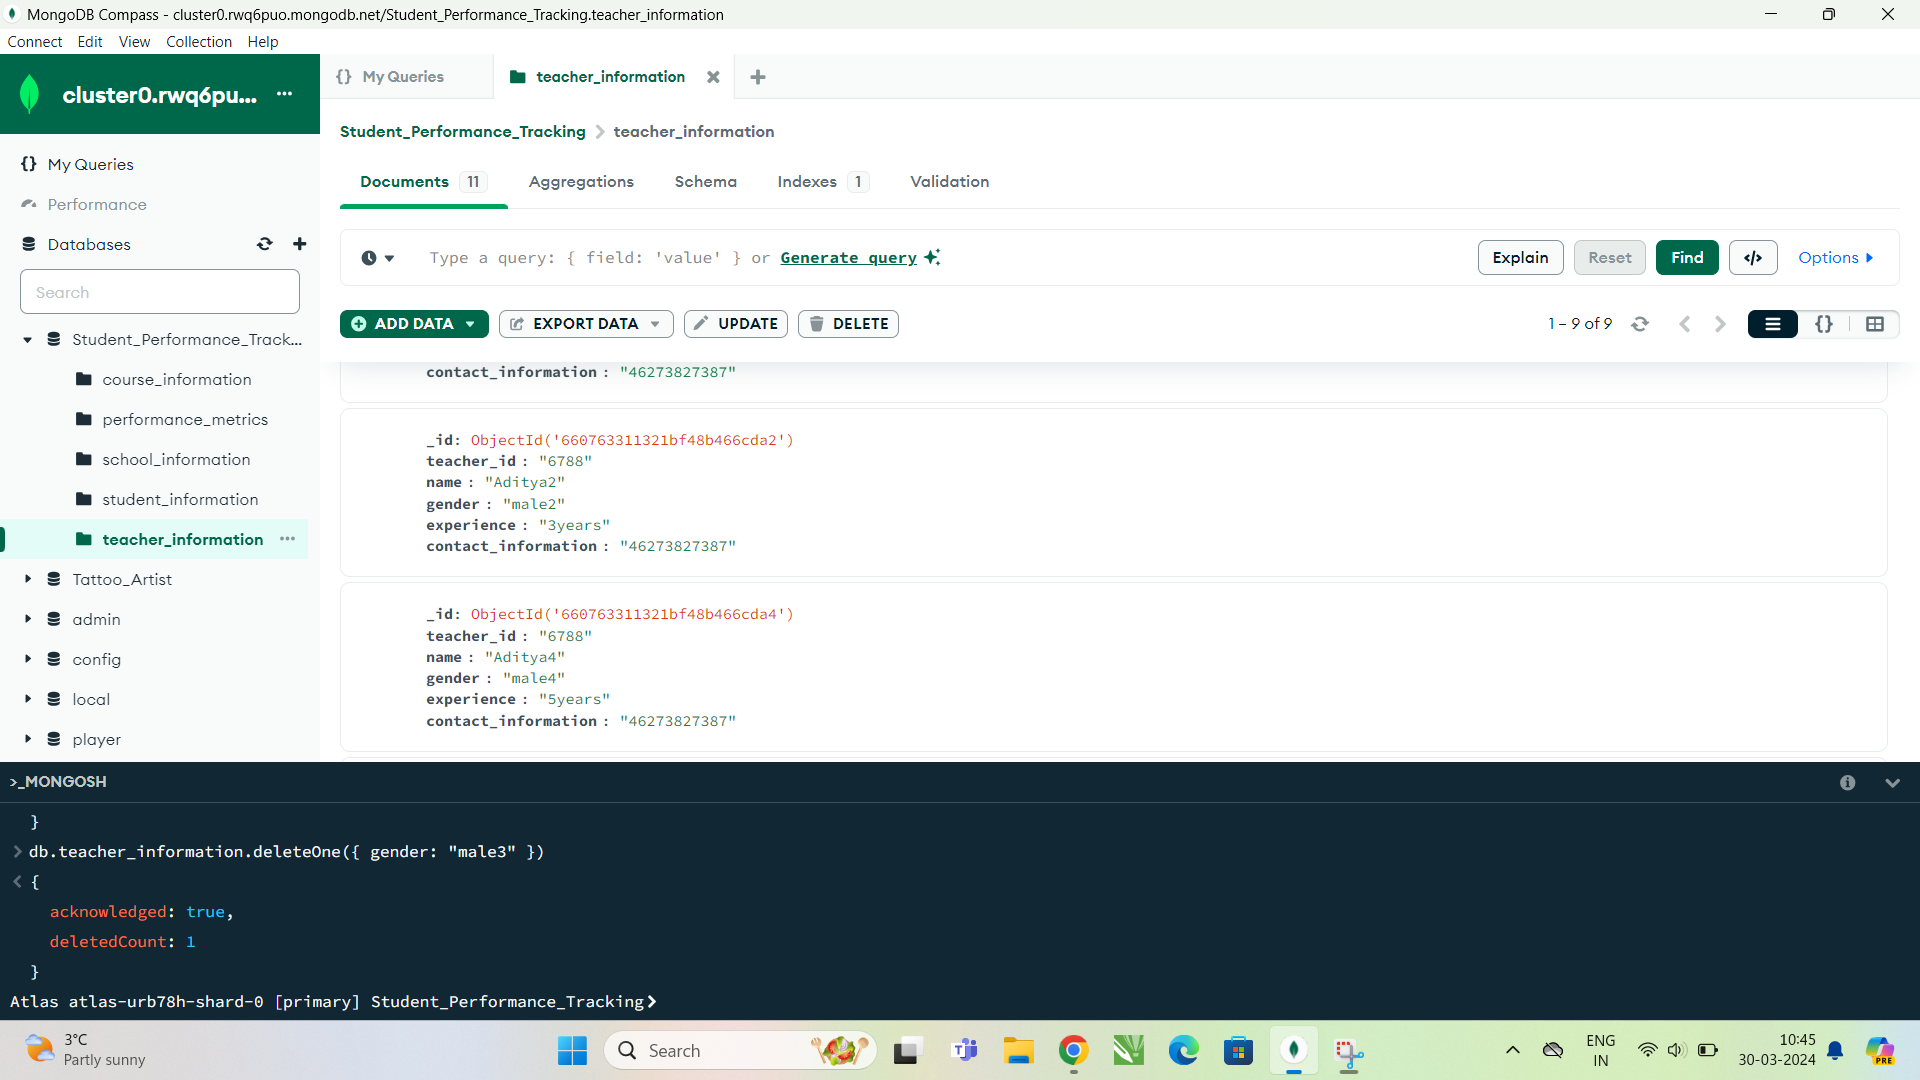 MongoDB Compass - cluster0.rwq6puo.mongodb.net/Student_Performance_Tracking.teacher_information
Connect Edit View Collection Help
cluster0.rwq6pu... ...
{} My Queries
teacher_information
{} My Queries
Performance
Databases
Search
Student_Performance_Track...
course_information
performance_metrics
school_information
student_information
teacher_information ...
Tattoo_Artist
admin
config
local
player
Student_Performance_Tracking > teacher_information
Documents 11 Aggregations Schema Indexes 1 Validation
Type a query: { field: 'value' } or Generate query
Explain Reset Find </> Options
ADD DATA EXPORT DATA UPDATE DELETE
1 – 9 of 9 {}
contact_information : "46273827387"
_id: ObjectId('660763311321bf48b466cda2')
teacher_id : "6788"
name : "Aditya2"
gender : "male2"
experience : "3years"
contact_information : "46273827387"
_id: ObjectId('660763311321bf48b466cda4')
teacher_id : "6788"
name : "Aditya4"
gender : "male4"
experience : "5years"
contact_information : "46273827387"
>_MONGOSH
}
> db.teacher_information.deleteOne({ gender: "male3" })
< {
acknowledged: true,
deletedCount: 1
}
Atlas atlas-urb78h-shard-0 [primary] Student_Performance_Tracking>
3°C
Partly sunny
Search
ENG
IN
10:45
30-03-2024
PRE